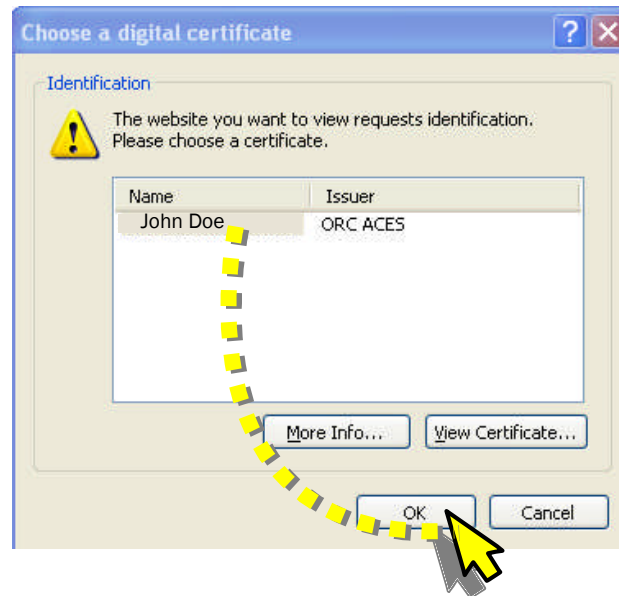 Choose a digital certificate
Identification
The website you want to view requests identification.
Please choose a certificate.
Name Issuer
John Doe ORC ACES
More Info... View Certificate...
OK Cancel